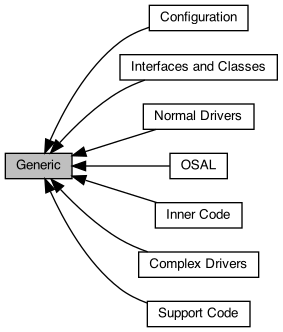 Configuration
Interfaces and Classes
Normal Drivers
Generic
OSAL
Inner Code
Complex Drivers
Support Code